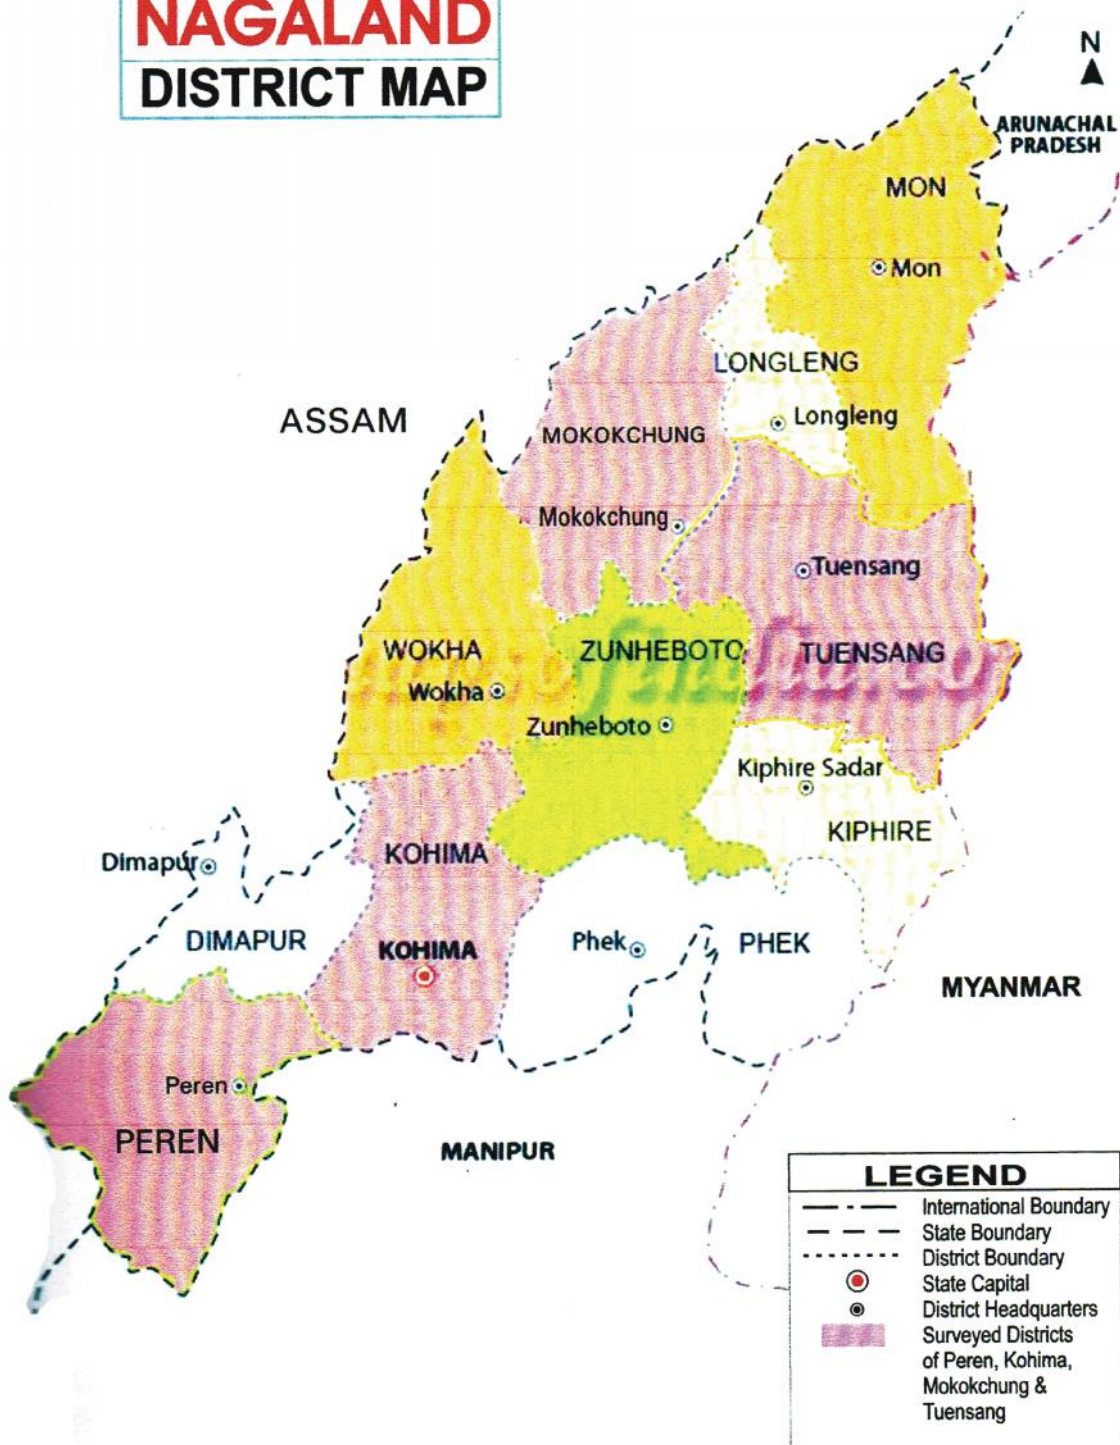 NAGALAND
DISTRICT MAP
N
ARUNACHAL
PRADESH
MON
Mon
LONGLENG
Longleng
ASSAM
MOKOKCHUNG
Mokokchung
Tuensang
WOKHA
ZUNHEBOTO
TUENSANG
Wokha
Zunheboto
Kiphire Sadar
KIPHIRE
KOHIMA
Dimapur
DIMAPUR
KOHIMA
Phek
PHEK
MYANMAR
Peren
PEREN
MANIPUR
LEGEND
International Boundary
State Boundary
District Boundary
State Capital
District Headquarters
Surveyed Districts
of Peren, Kohima,
Mokokchung &
Tuensang